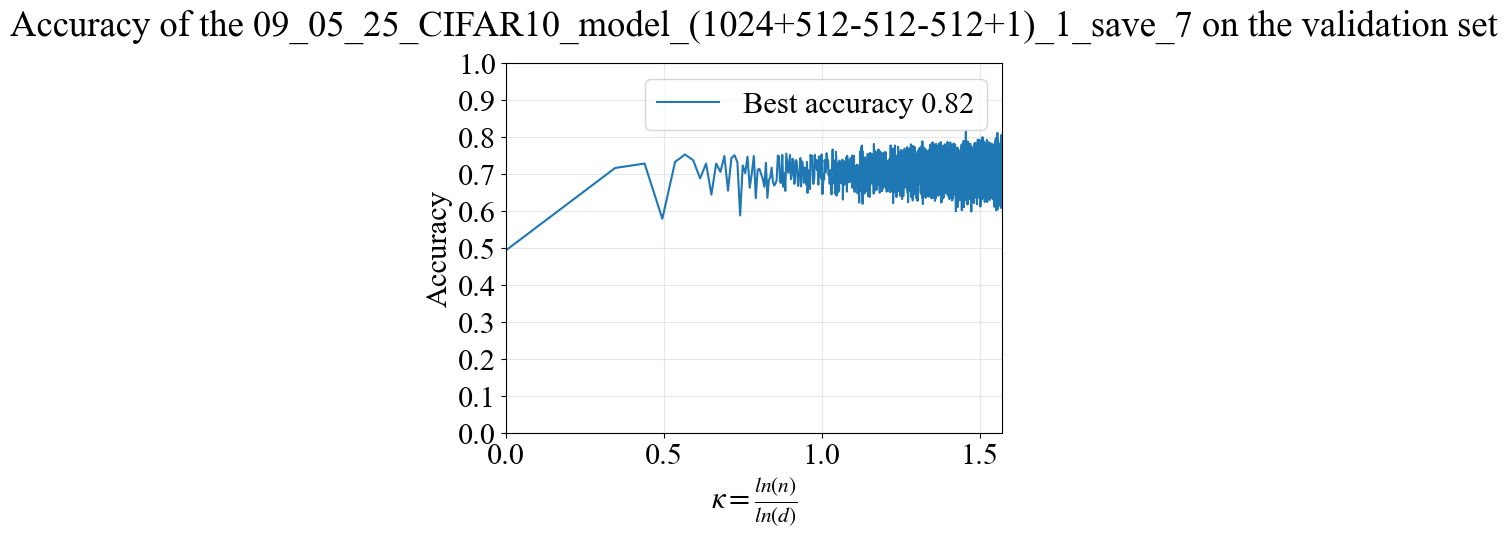 Accuracy of the 09_05_25_CIFAR10_model_(1024+512-512-512+1)_1_save_7 on the validation set
Best accuracy 0.82
Accuracy
1.0
0.9
0.8
0.7
0.6
0.5
0.4
0.3
0.2
0.1
0.0
0.0 0.5 1.0 1.5
κ = ln(n)/ln(d)